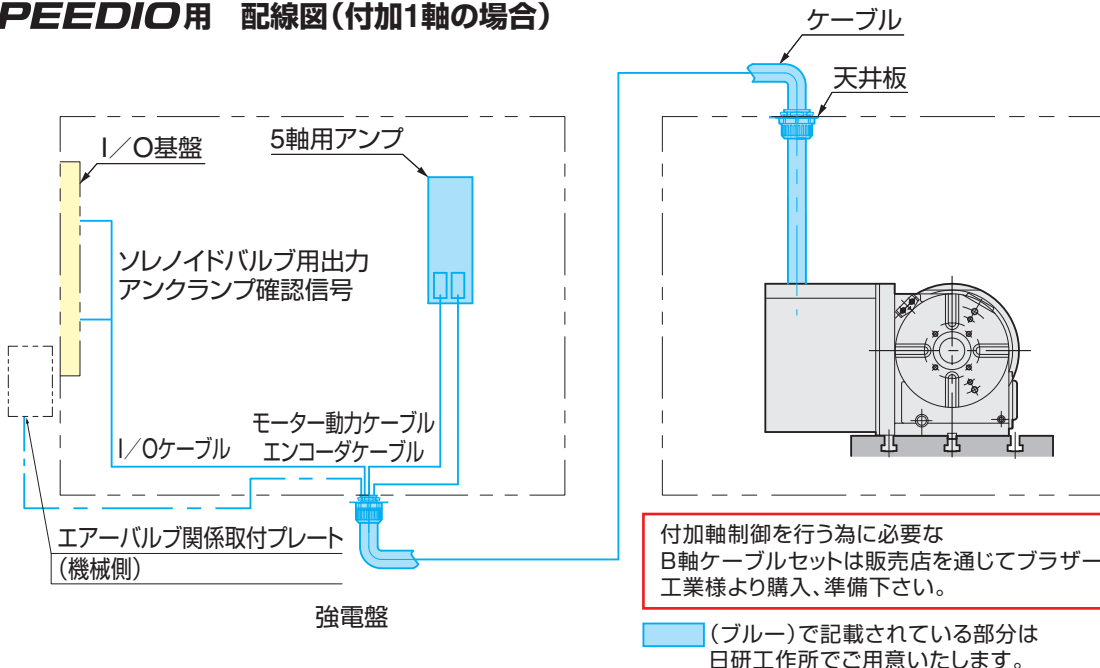 PEEDIO用 配線図(付加1軸の場合)
ケーブル
天井板
I／O基盤
5軸用アンプ
ソレノイドバルブ用出力
アンクランプ確認信号
モーター動力ケーブル
I／Oケーブル
エンコーダケーブル
エアーバルブ関係取付プレート
(機械側)
強電盤
付加軸制御を行う為に必要な
B軸ケーブルセットは販売店を通じてブラザー
工業様より購入、準備下さい。
(ブルー)で記載されている部分は
日研工作所でご用意いたします。